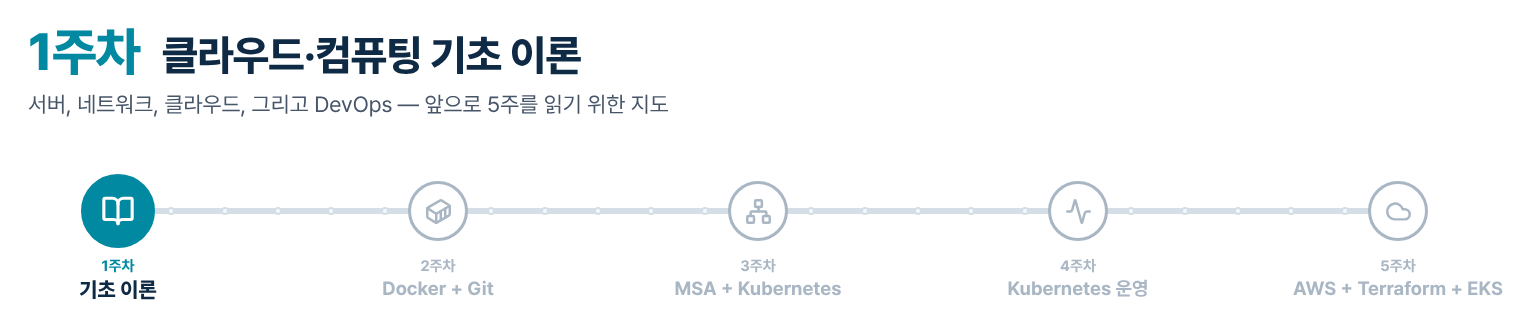 1주차 클라우드·컴퓨팅 기초 이론
서버, 네트워크, 클라우드, 그리고 DevOps — 앞으로 5주를 읽기 위한 지도
1주차
기초 이론
2주차
Docker + Git
3주차
MSA + Kubernetes
4주차
Kubernetes 운영
5주차
AWS + Terraform + EKS